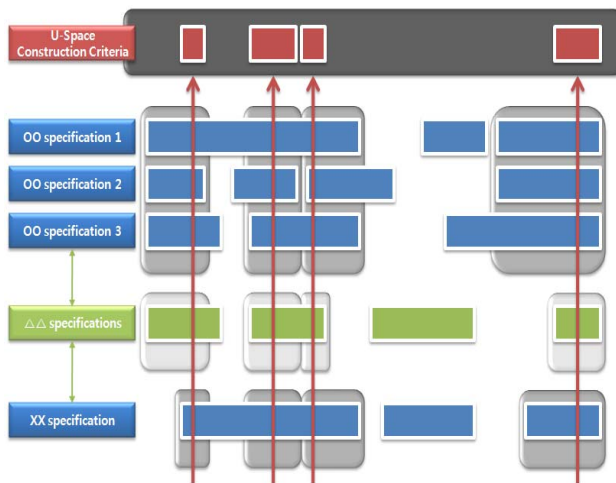 U-Space
Construction Criteria
OO specification 1
OO specification 2
OO specification 3
△△ specifications
XX specification